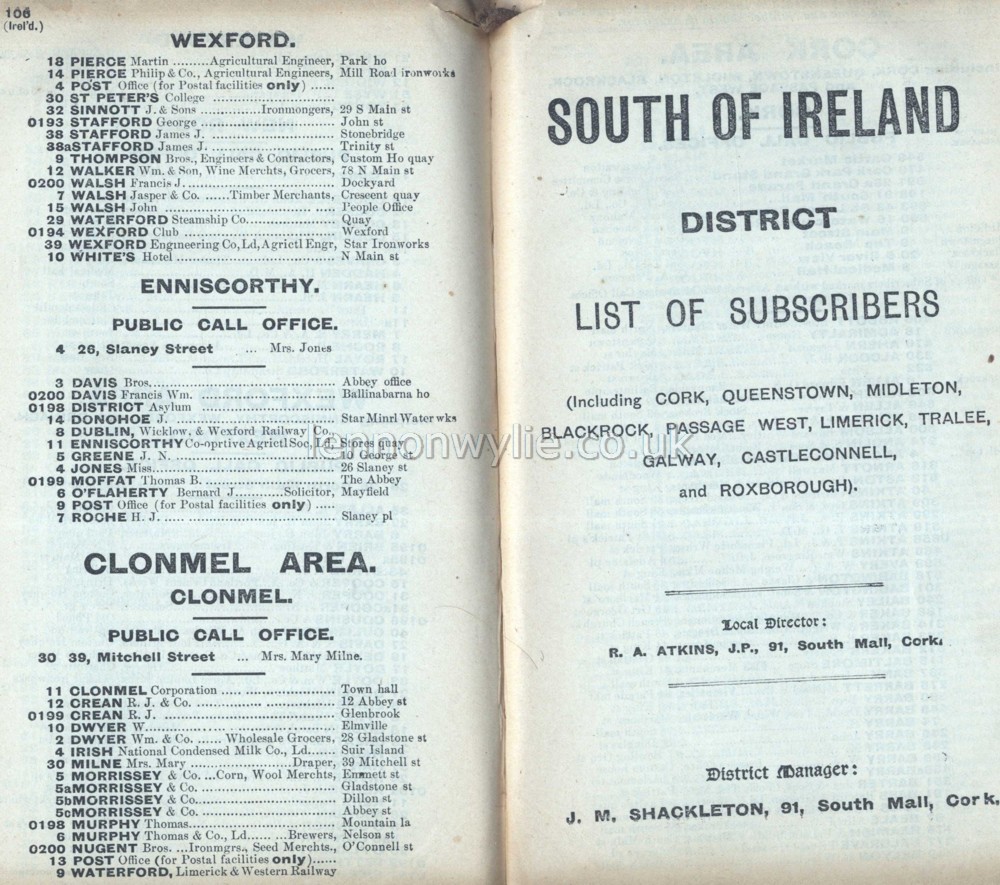 106
(Irel'd.)
WEXFORD.
18 PIERCE Martin .........Agricultural Engineer, Park ho
14 PIERCE Philip & Co., Agricultural Engineers, Mill Road ironworks
4 POST Office (for Postal facilities only) ......
30 ST PETER'S College ..............................
32 SINNOTT J. & Sons ..................Ironmongers, 29 S Main st
0193 STAFFORD George .............................. John st
38 STAFFORD James J. .............................. Stonebridge
38a STAFFORD James J. .............................. Trinity st
9 THOMPSON Bros., Engineers & Contractors, Custom Ho quay
12 WALKER Wm. & Son, Wine Merchts, Grocers, 78 N Main st
0200 WALSH Francis J. .............................. Dockyard
7 WALSH Jasper & Co. ......Timber Merchants, Crescent quay
15 WALSH John .............................. People Office
29 WATERFORD Steamship Co. .................. Quay
0194 WEXFORD Club .............................. Wexford
39 WEXFORD Engineering Co, Ld, Agrictl Engr, Star Ironworks
10 WHITE'S Hotel .............................. N Main st
ENNISCORTHY.
PUBLIC CALL OFFICE.
4 26, Slaney Street ... Mrs. Jones
3 DAVIS Bros. .............................. Abbey office
0200 DAVIS Francis Wm. .............................. Ballinabarna ho
0198 DISTRICT Asylum ..............................
14 DONOHOE J. .............................. Star Minrl Water wks
8 DUBLIN, Wicklow, & Wexford Railway Co., ...
11 ENNISCORTHY Co-oprtive Agrictl Soc, Ld, Stores quay
5 GREENE J. N. .............................. 10 George st
4 JONES Miss .............................. 26 Slaney st
0199 MOFFAT Thomas B. .............................. The Abbey
6 O'FLAHERTY Bernard J. ............Solicitor, Mayfield
9 POST Office (for Postal facilities only) .....
7 ROCHE H. J. .............................. Slaney pl
CLONMEL AREA.
CLONMEL.
PUBLIC CALL OFFICE.
30 39, Mitchell Street ... Mrs. Mary Milne.
11 CLONMEL Corporation .............................. Town hall
12 CREAN R. J. & Co. .............................. 12 Abbey st
0199 CREAN R. J. .............................. Glenbrook
10 DWYER W. .............................. Elmville
2 DWYER Wm. & Co. ...... Wholesale Grocers, 28 Gladstone st
4 IRISH National Condensed Milk Co., Ld...... Suir Island
30 MILNE Mrs. Mary ........................Draper, 39 Mitchell st
5 MORRISSEY & Co. ...Corn, Wool Merchts, Emmett st
5a MORRISSEY & Co. .............................. Gladstone st
5b MORRISSEY & Co. .............................. Dillon st
5c MORRISSEY & Co. .............................. Abbey st
0198 MURPHY Thomas .............................. Mountain la
6 MURPHY Thomas & Co., Ld...... ...Brewers, Nelson st
0200 NUGENT Bros. ...Ironmgrs., Seed Merchts., O'Connell st
13 POST Office (for Postal facilities only)......
9 WATERFORD, Limerick & Western Railway
SOUTH OF IRELAND
DISTRICT
LIST OF SUBSCRIBERS
(Including CORK, QUEENSTOWN, MIDLETON,
BLACKROCK, PASSAGE WEST, LIMERICK, TRALEE,
GALWAY, CASTLECONNELL,
and ROXBOROUGH).
Local Director:
R. A. ATKINS, J.P., 91, South Mall, Cork.
District Manager:
J. M. SHACKLETON, 91, South Mall, Cork.
lennonwylie.co.uk